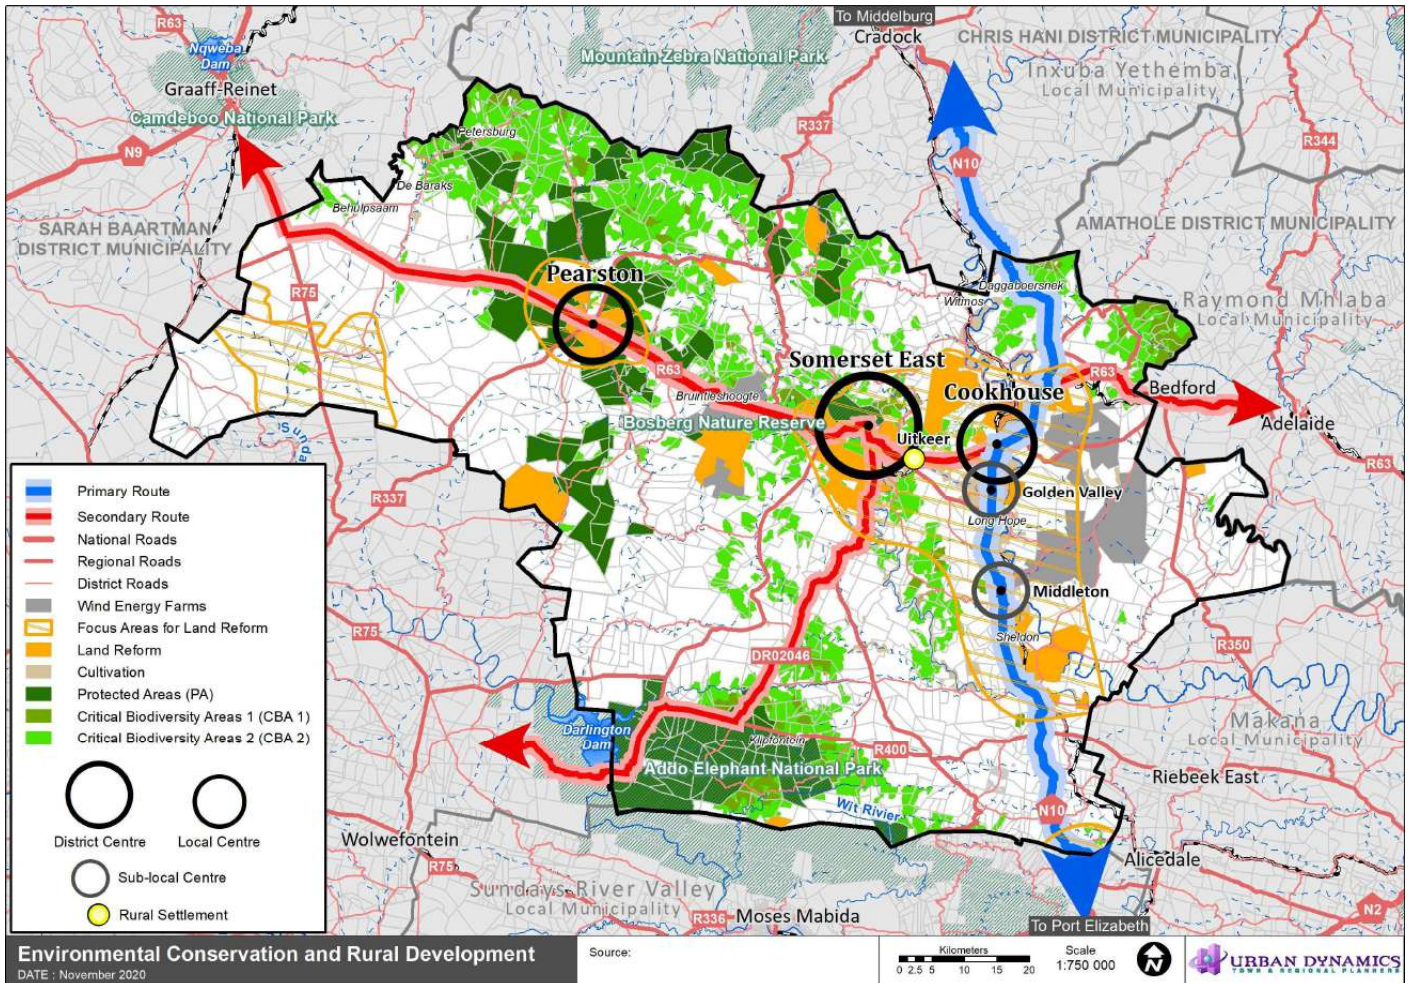 To Middelburg
Cradock
R63
Nqweba
Dam
Graaff-Reinet
Camdeboo National Park
N9
Mountain Zebra National Park
CHRIS HANI DISTRICT MUNICIPALITY
Inxuba Yethemba
Local Municipality
R337
N10
R344
Petersburg
De Baraks
Behulpsaam
SARAH BAARTMAN
DISTRICT MUNICIPALITY
AMATHOLE DISTRICT MUNICIPALITY
R75
Pearston
Daggaboersnek
Witmos
Raymond Mhlaba
Local Municipality
Somerset East
R63
Bruintieshoogte
Cookhouse
R63
Bedford
Bosberg Nature Reserve
Uitkeer
Adelaide
R63
Sunda
R337
Golden Valley
Long Hope
Middleton
Sheldon
R75
DR02046
R350
Makana
Local Municipality
Darlington
Dam
Klipfontein
R400
Addo Elephant National Park
Riebeek East
Wit Rivier
N10
Wolwefontein
R75
Alicedale
Sundays River Valley
Local Municipality
R336
Moses Mabida
To Port Elizabeth
N2
Primary Route
Secondary Route
National Roads
Regional Roads
District Roads
Wind Energy Farms
Focus Areas for Land Reform
Land Reform
Cultivation
Protected Areas (PA)
Critical Biodiversity Areas 1 (CBA 1)
Critical Biodiversity Areas 2 (CBA 2)
District Centre
Local Centre
Sub-local Centre
Rural Settlement
Environmental Conservation and Rural Development
DATE : November 2020
Source:
Kilometers
0 2.5 5 10 15 20
Scale
1:750 000
N
URBAN DYNAMICS
TOWN & REGIONAL PLANNERS